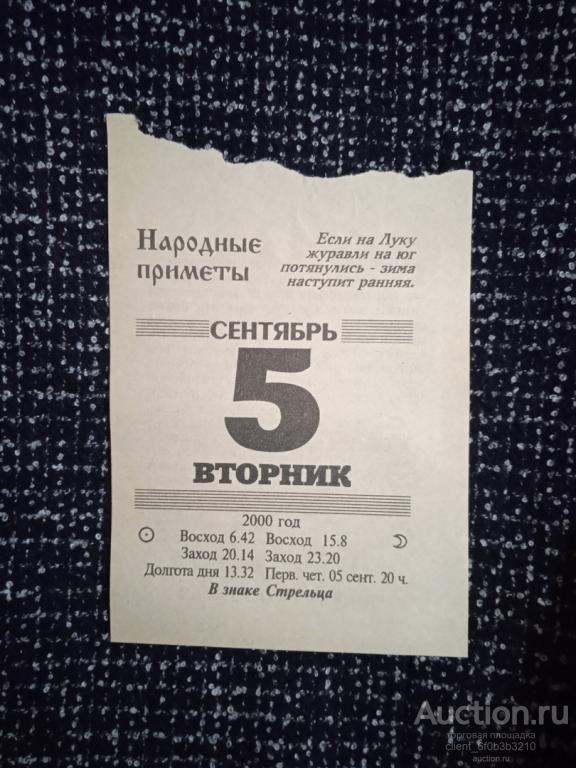 Народные
приметы
Если на Луку
журавли на юг
потянулись - зима
наступит ранняя.
СЕНТЯБРЬ
5
ВТОРНИК
2000 год
Восход 6.42 Восход 15.8
Заход 20.14 Заход 23.20
Долгота дня 13.32 Перв. чет. 05 сент. 20 ч.
В знаке Стрельца
Auction.ru
торговая площадка
client_6f0b3b3210
auction.ru